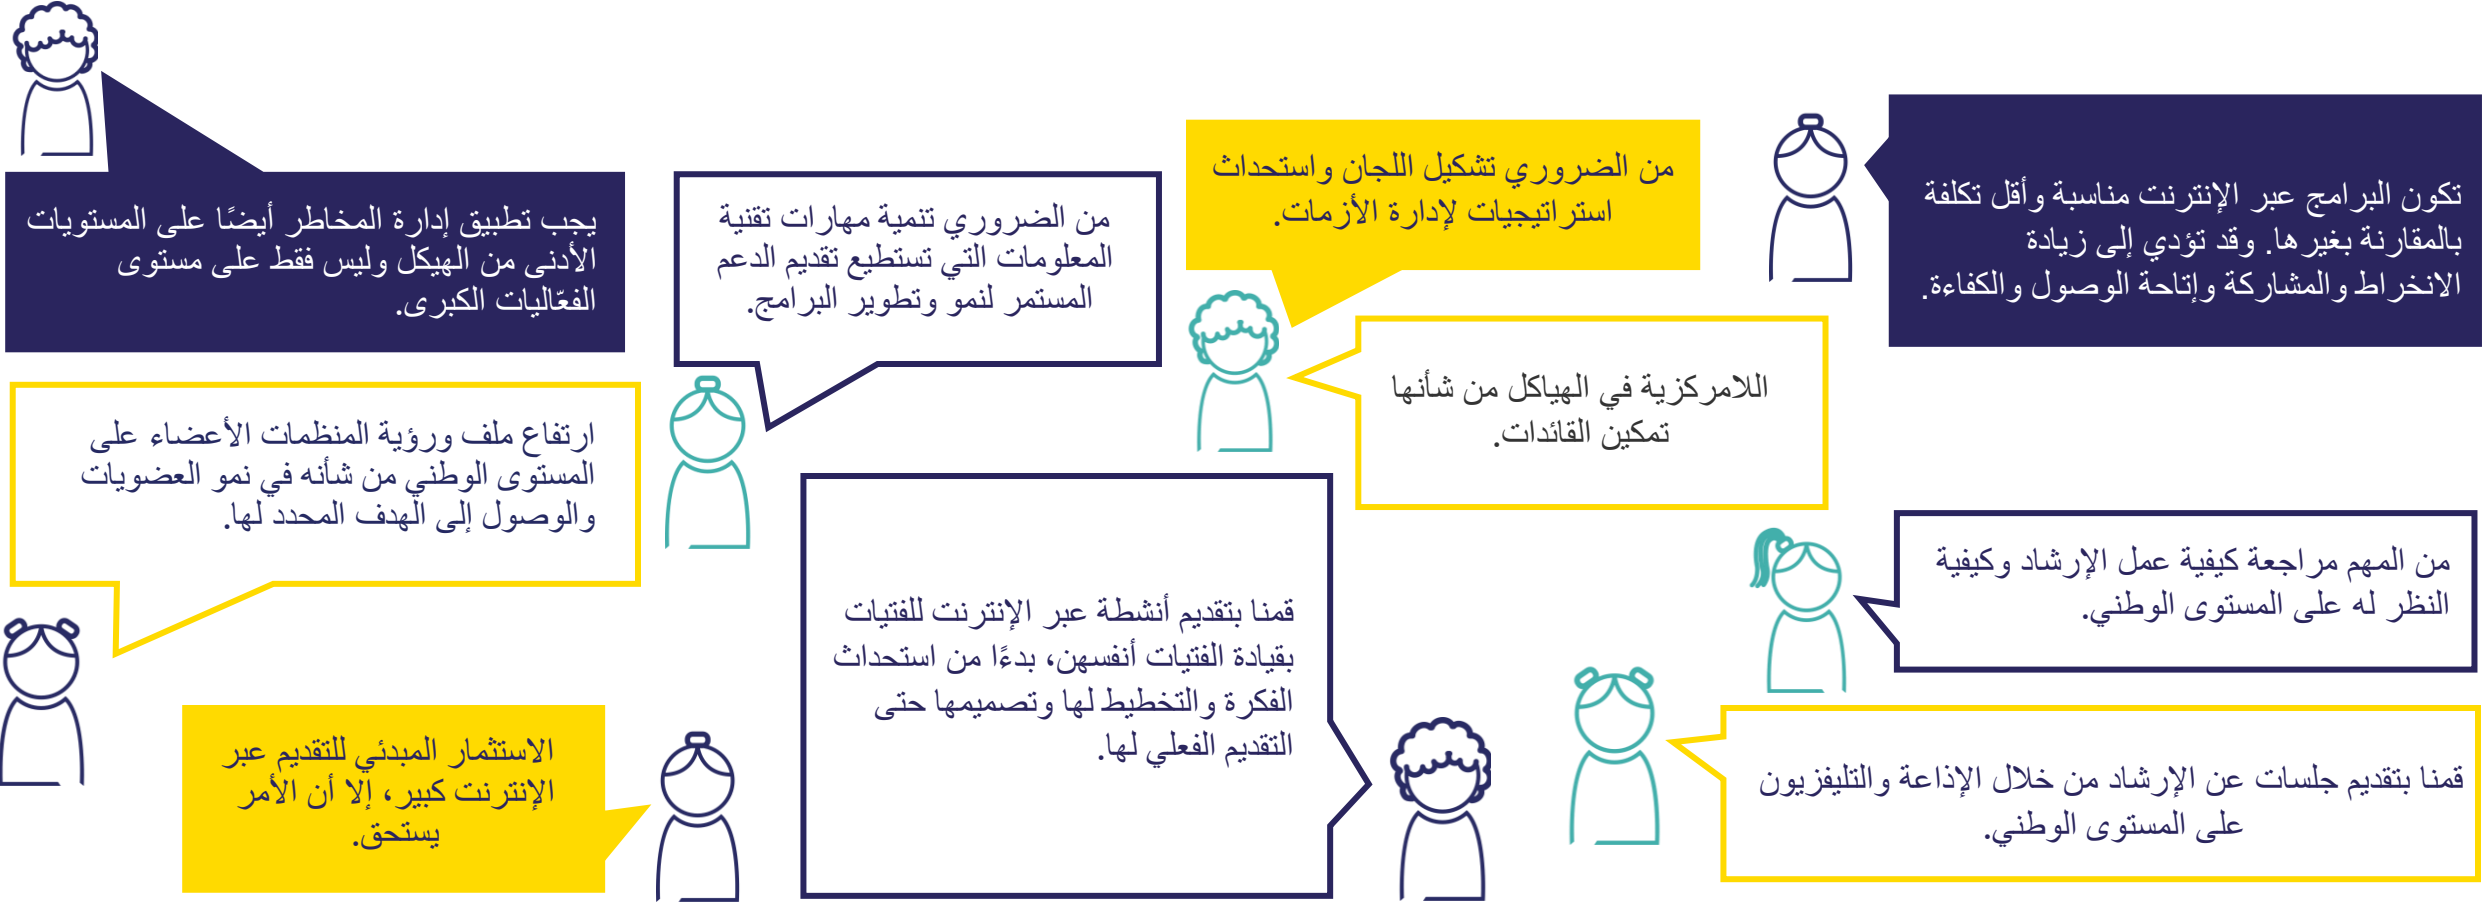 تكون البرامج عبر الإنترنت مناسبة وأقل تكلفة
بالمقارنة بغيرها. وقد تؤدي إلى زيادة
الانخراط والمشاركة وإتاحة الوصول والكفاءة.
من الضروري تشكيل اللجان واستحداث
استراتيجيات لإدارة الأزمات.
من الضروري تنمية مهارات تقنية
المعلومات التي تستطيع تقديم الدعم
المستمر لنمو وتطوير البرامج.
يجب تطبيق إدارة المخاطر أيضًا على المستويات
الأدنى من الهيكل وليس فقط على مستوى
الفعّاليات الكبرى.
اللامركزية في الهياكل من شأنها
تمكين القائدات.
ارتفاع ملف ورؤية المنظمات الأعضاء على
المستوى الوطني من شأنه في نمو العضويات
والوصول إلى الهدف المحدد لها.
من المهم مراجعة كيفية عمل الإرشاد وكيفية
النظر له على المستوى الوطني.
قمنا بتقديم أنشطة عبر الإنترنت للفتيات
بقيادة الفتيات أنفسهن، بدءًا من استحداث
الفكرة والتخطيط لها وتصميمها حتى
التقديم الفعلي لها.
قمنا بتقديم جلسات عن الإرشاد من خلال الإذاعة والتليفزيون
على المستوى الوطني.
الاستثمار المبدئي للتقديم عبر
الإنترنت كبير، إلا أن الأمر
يستحق.